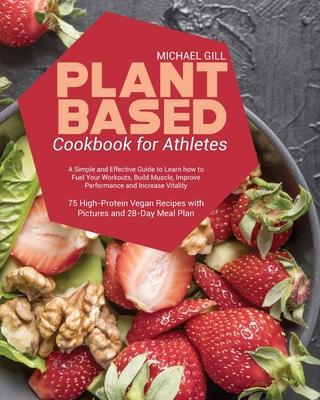 MICHAEL GILL
PLANT
BASED
Cookbook for Athletes
A Simple and Effective Guide to Learn how to
Fuel Your Workouts, Build Muscle, Improve
Performance and Increase Vitality
75 High-Protein Vegan Recipes with
Pictures and 28-Day Meal Plan